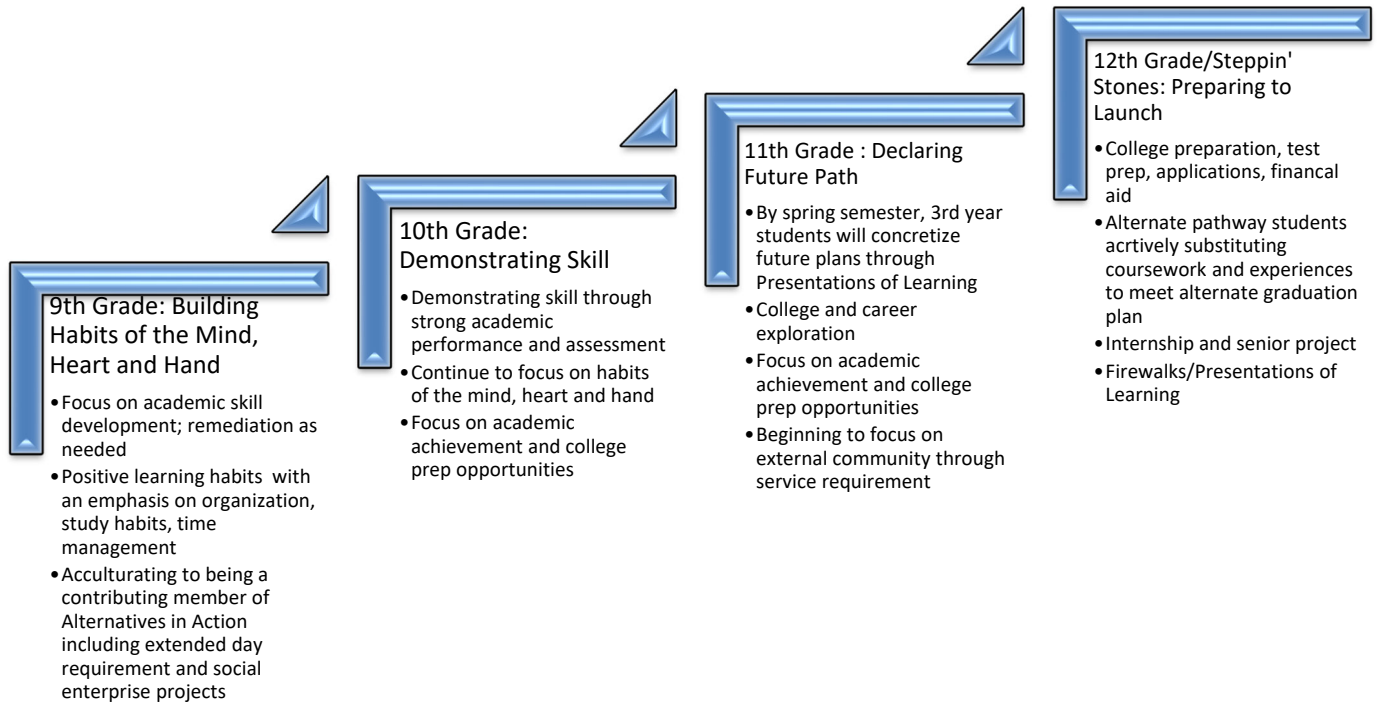 9th Grade: Building
Habits of the Mind,
Heart and Hand
•Focus on academic skill
development; remediation as
needed
•Positive learning habits with
an emphasis on organization,
study habits, time
management
•Acculturating to being a
contributing member of
Alternatives in Action
including extended day
requirement and social
enterprise projects
10th Grade:
Demonstrating Skill
•Demonstrating skill through
strong academic
performance and assessment
•Continue to focus on habits
of the mind, heart and hand
•Focus on academic
achievement and college
prep opportunities
11th Grade : Declaring
Future Path
•By spring semester, 3rd year
students will concretize
future plans through
Presentations of Learning
•College and career
exploration
•Focus on academic
achievement and college
prep opportunities
•Beginning to focus on
external community through
service requirement
12th Grade/Steppin'
Stones: Preparing to
Launch
•College preparation, test
prep, applications, financal
aid
•Alternate pathway students
acrtively substituting
coursework and experiences
to meet alternate graduation
plan
•Internship and senior project
•Firewalks/Presentations of
Learning